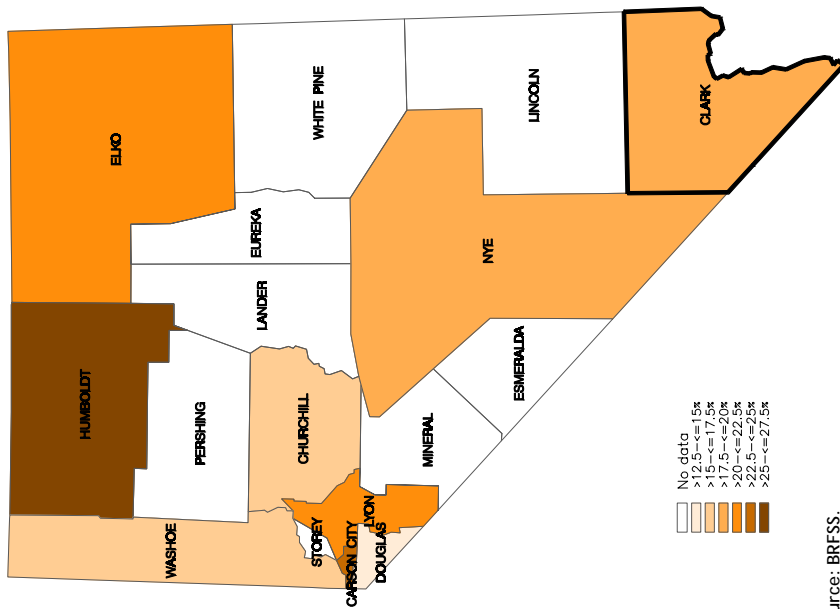 ELKO
WHITE PINE
LINCOLN
CLARK
EUREKA
NYE
HUMBOLDT
LANDER
ESMERALDA
PERSHING
CHURCHILL
MINERAL
WASHOE
STOREY
LYON
CARSON CITY
DOUGLAS
No data
>12.5-<=15%
>15-<=17.5%
>17.5-<=20%
>20-<=22.5%
>22.5-<=25%
>25-<=27.5%
urce: BRFSS.